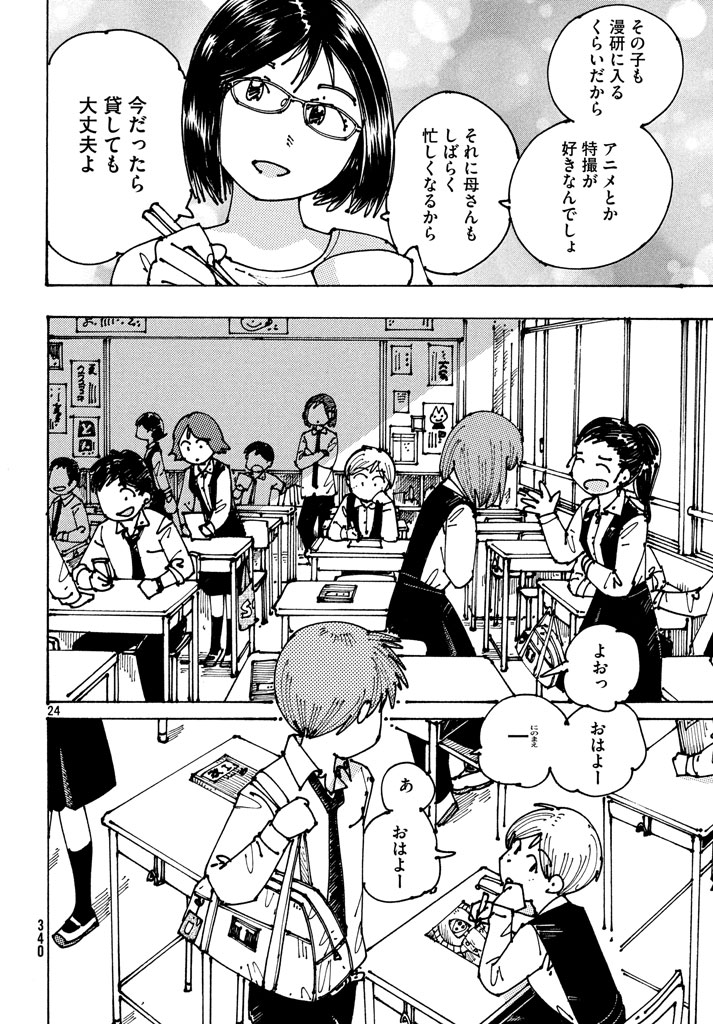 その子も
漫研に入る
くらいだから
アニメとか
特撮が
好きなんでしょ
それに母さんも
しばらく
忙しくなるから
今だったら
貸しても
大丈夫よ
よおっ
おはよー
一
にのまえ
あ
おはよー
24
340